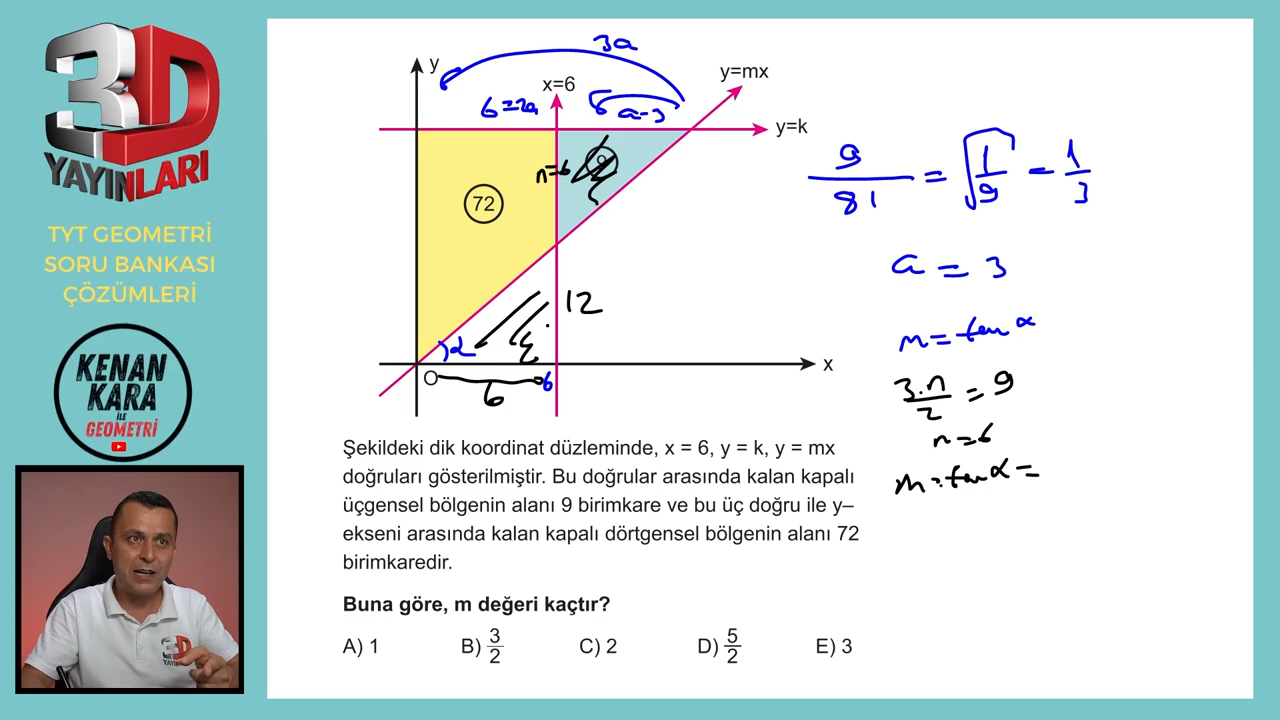 3D
YAYINLARI
TYT GEOMETRİ
SORU BANKASI
ÇÖZÜMLERİ
KENAN
KARA
İLE
GEOMETRİ
3D
YAYINLARI
3a
y
x=6
y=mx
6=2a
a=3
y=k
n=6
72
12
α
x
O
6
6
9/81 = √(1/9) = 1/3
a = 3
m = tan α
3.n/2 = 9
n=6
m=tan α =
Şekildeki dik koordinat düzleminde, x = 6, y = k, y = mx
doğruları gösterilmiştir. Bu doğrular arasında kalan kapalı
üçgensel bölgenin alanı 9 birimkare ve bu üç doğru ile y–
ekseni arasında kalan kapalı dörtgensel bölgenin alanı 72
birimkaredir.
Buna göre, m değeri kaçtır?
A) 1 B) 3/2 C) 2 D) 5/2 E) 3